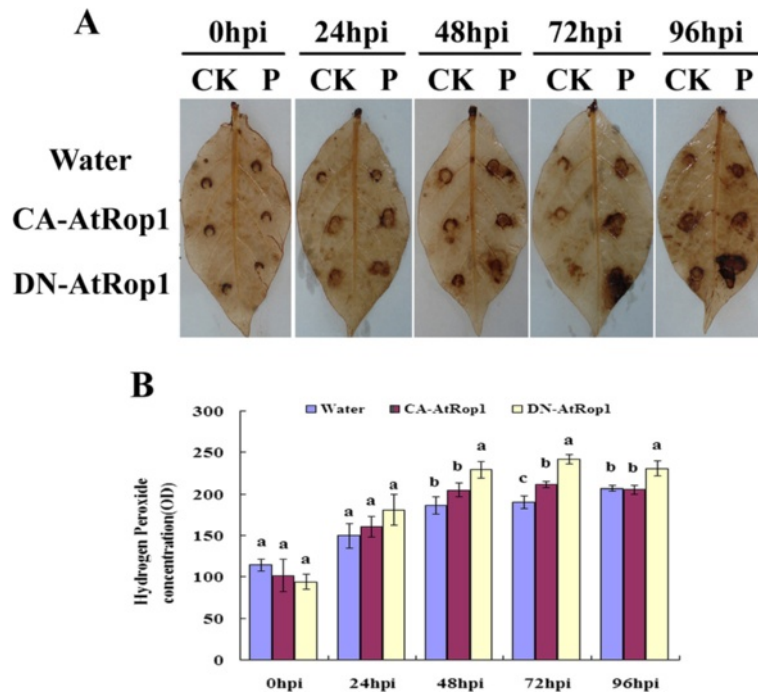 A
0hpi 24hpi 48hpi 72hpi 96hpi
CK P CK P CK P CK P CK P
Water
CA-AtRop1
DN-AtRop1
B
300
Water CA-AtRop1 DN-AtRop1
250
200
150
100
50
0
Hydrogen Peroxide
concentration(OD)
a a a
a a a
b b a
c b a
b b a
0hpi 24hpi 48hpi 72hpi 96hpi